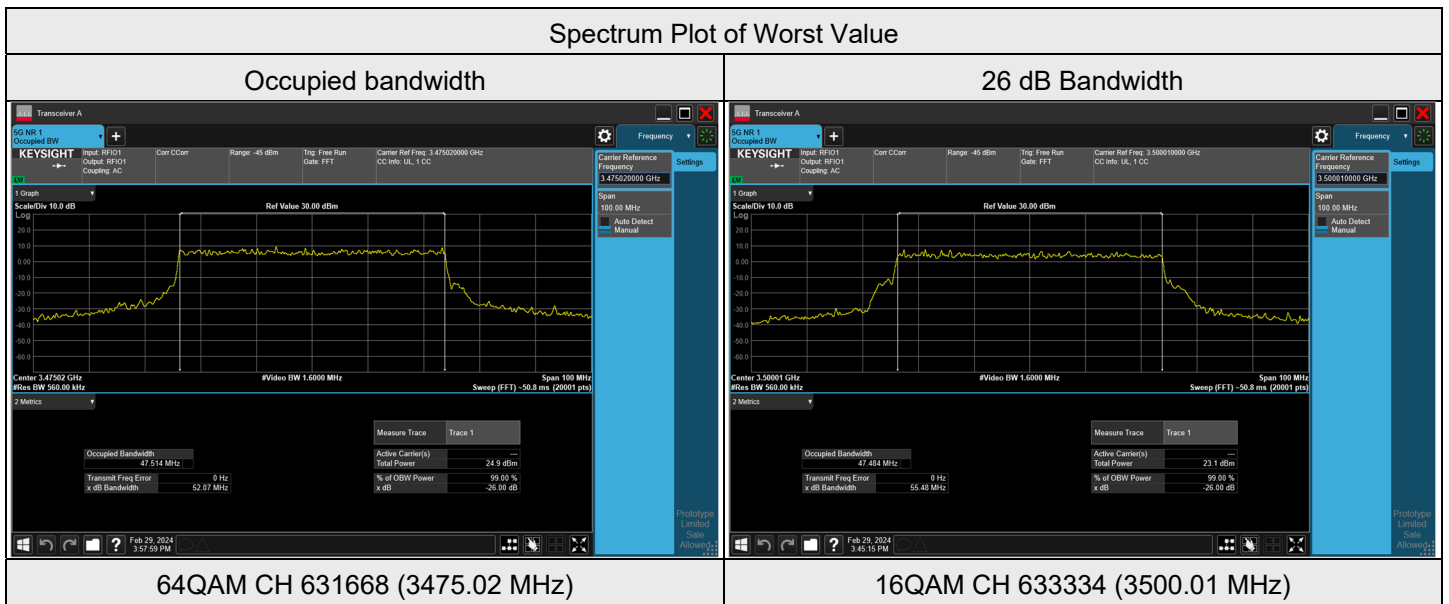 Spectrum Plot of Worst Value
Occupied bandwidth
Transceiver A
5G NR 1
Occupied BW
+
Frequency
KEYSIGHT
Input: RFIO1
Output: RFIO1
Coupling: AC
Corr CCorr
Range: -45 dBm
Trig: Free Run
Gate: FFT
Carrier Ref Freq: 3.475020000 GHz
CC Info: UL, 1 CC
LXI
Carrier Reference
Frequency
3.475020000 GHz
Settings
Span
100.00 MHz
Auto Detect
Manual
1 Graph
Scale/Div 10.0 dB
Ref Value 30.00 dBm
Log
20.0
10.0
0.00
-10.0
-20.0
-30.0
-40.0
-50.0
-60.0
Center 3.47502 GHz
#Video BW 1.6000 MHz
Span 100 MHz
#Res BW 560.00 kHz
Sweep (FFT) ~50.8 ms (20001 pts)
2 Metrics
Measure Trace Trace 1
Occupied Bandwidth
47.514 MHz
Active Carrier(s) ---
Total Power 24.9 dBm
Transmit Freq Error 0 Hz
x dB Bandwidth 52.07 MHz
% of OBW Power 99.00 %
x dB -26.00 dB
Prototype
Limited
Sale
Allowed
?
Feb 29, 2024
3:57:59 PM
64QAM CH 631668 (3475.02 MHz)
26 dB Bandwidth
Transceiver A
5G NR 1
Occupied BW
+
Frequency
KEYSIGHT
Input: RFIO1
Output: RFIO1
Coupling: AC
Corr CCorr
Range: -45 dBm
Trig: Free Run
Gate: FFT
Carrier Ref Freq: 3.500010000 GHz
CC Info: UL, 1 CC
LXI
Carrier Reference
Frequency
3.500010000 GHz
Settings
Span
100.00 MHz
Auto Detect
Manual
1 Graph
Scale/Div 10.0 dB
Ref Value 30.00 dBm
Log
20.0
10.0
0.00
-10.0
-20.0
-30.0
-40.0
-50.0
-60.0
Center 3.50001 GHz
#Video BW 1.6000 MHz
Span 100 MHz
#Res BW 560.00 kHz
Sweep (FFT) ~50.8 ms (20001 pts)
2 Metrics
Measure Trace Trace 1
Occupied Bandwidth
47.484 MHz
Active Carrier(s) ---
Total Power 23.1 dBm
Transmit Freq Error 0 Hz
x dB Bandwidth 55.48 MHz
% of OBW Power 99.00 %
x dB -26.00 dB
Prototype
Limited
Sale
Allowed
?
Feb 29, 2024
3:45:15 PM
16QAM CH 633334 (3500.01 MHz)